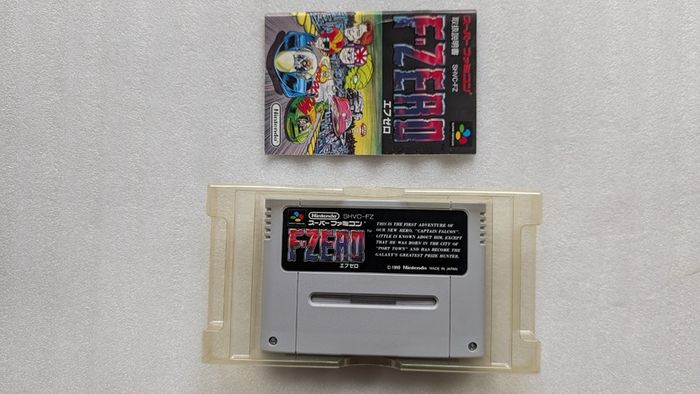 スーパーファミコン
F-ZERO
取扱説明書 SHVC-FZ
エフゼロ
Nintendo
Nintendo SHVC-FZ
スーパーファミコン
F-ZERO™
エフゼロ
THIS IS THE FIRST ADVENTURE OF
OUR NEW HERO, "CAPTAIN FALCON".
LITTLE IS KNOWN ABOUT HIM, EXCEPT
THAT HE WAS BORN IN THE CITY OF
"PORT TOWN" AND HAS BECOME THE
GALAXY'S GREATEST PRIZE HUNTER.
© 1990 Nintendo MADE IN JAPAN